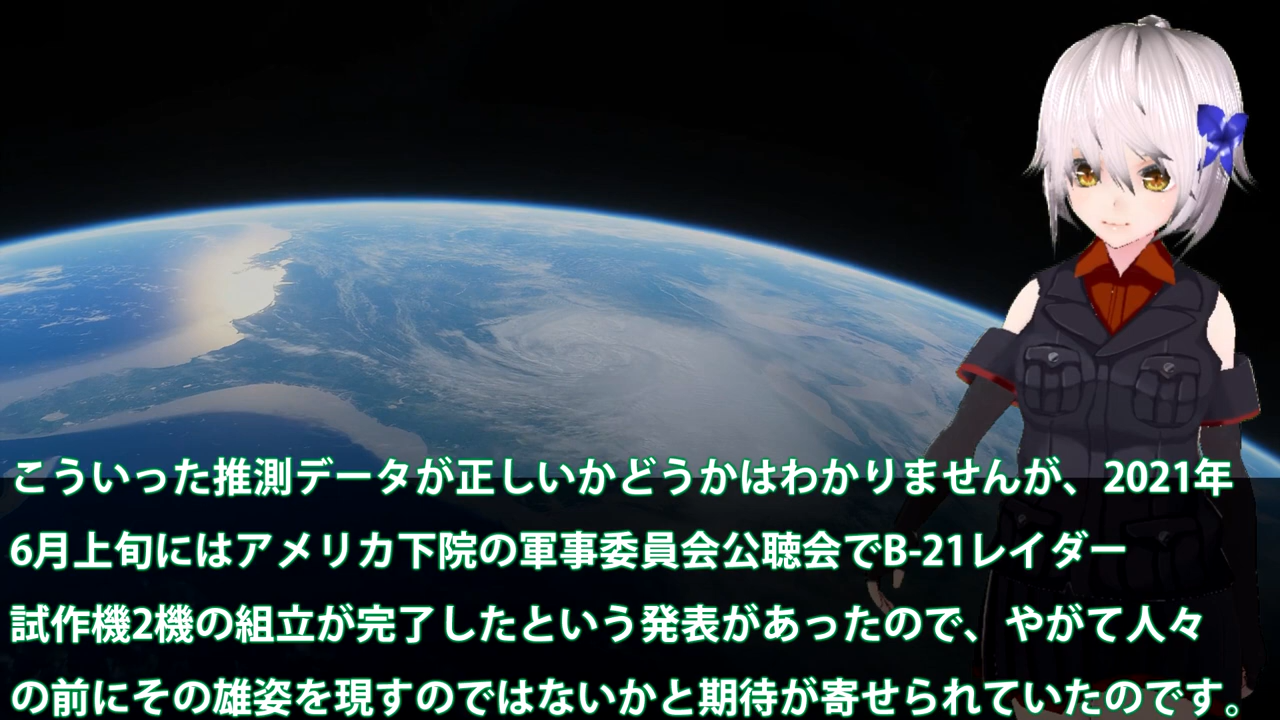 こういった推測データが正しいかどうかはわかりませんが、2021年
6月上旬にはアメリカ下院の軍事委員会公聴会でB-21レイダー
試作機2機の組立が完了したという発表があったので、やがて人々
の前にその雄姿を現すのではないかと期待が寄せられていたのです。